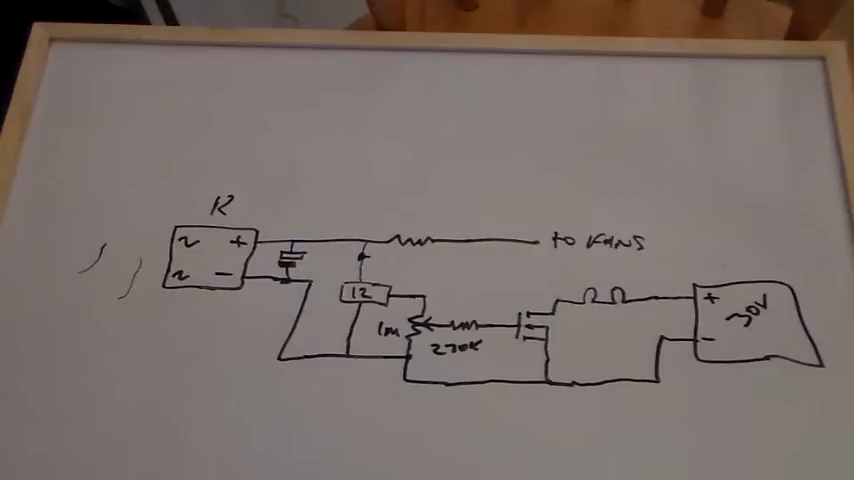 R
~ +
~ -
to FANS
12
1M
270K
+
30V
-